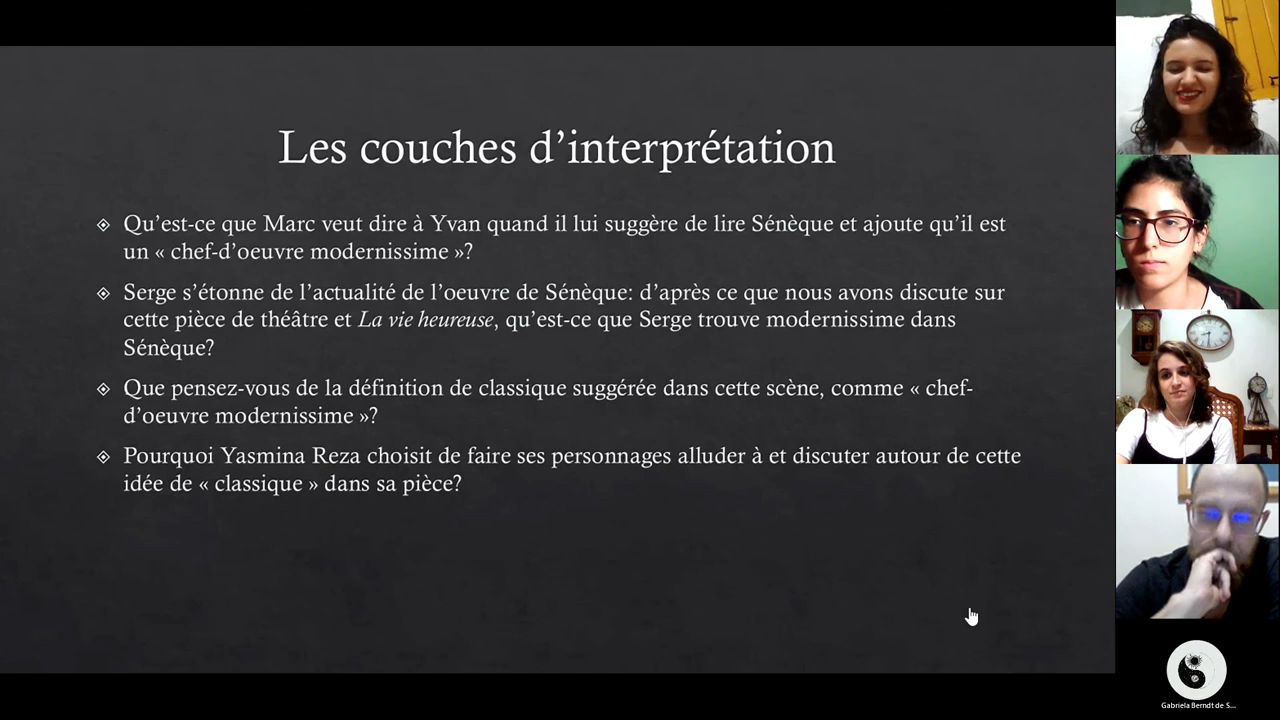 Les couches d’interprétation
Qu’est-ce que Marc veut dire à Yvan quand il lui suggère de lire Sénèque et ajoute qu’il est
un « chef-d’oeuvre modernissime »?
Serge s’étonne de l’actualité de l’oeuvre de Sénèque: d’après ce que nous avons discute sur
cette pièce de théâtre et La vie heureuse, qu’est-ce que Serge trouve modernissime dans
Sénèque?
Que pensez-vous de la définition de classique suggérée dans cette scène, comme « chef-
d’oeuvre modernissime »?
Pourquoi Yasmina Reza choisit de faire ses personnages alluder à et discuter autour de cette
idée de « classique » dans sa pièce?
Gabriela Berndt de S...